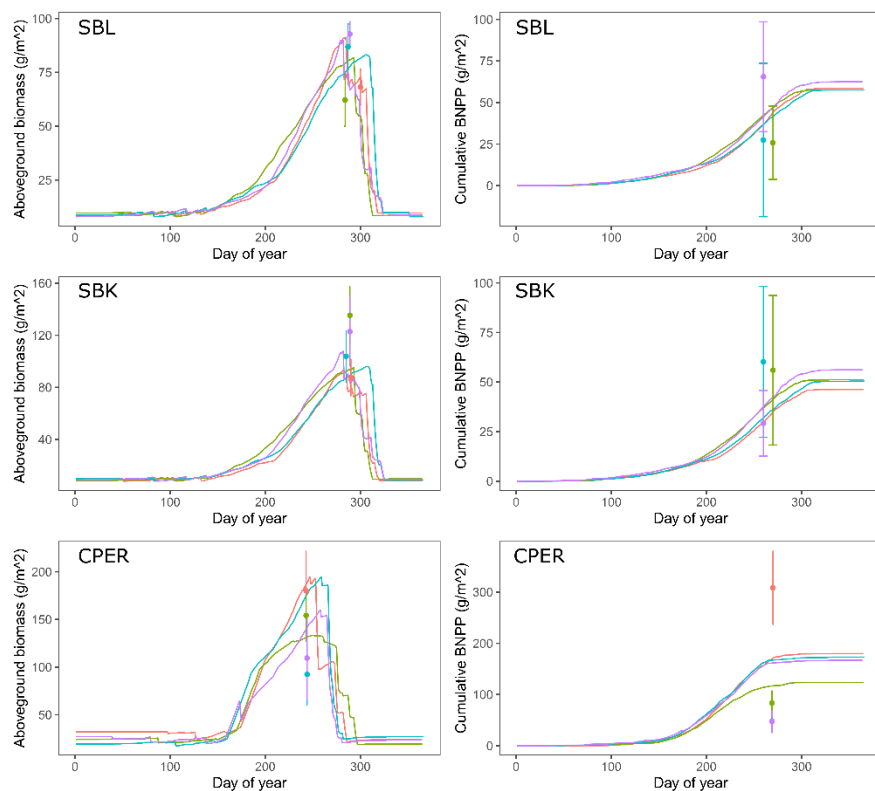 SBL
Aboveground biomass (g/m^2)
100
75
50
25
0 100 200 300
Day of year
SBL
Cumulative BNPP (g/m^2)
100
75
50
25
0
0 100 200 300
Day of year
SBK
Aboveground biomass (g/m^2)
160
120
80
40
0 100 200 300
Day of year
SBK
Cumulative BNPP (g/m^2)
100
75
50
25
0
0 100 200 300
Day of year
CPER
Aboveground biomass (g/m^2)
200
150
100
50
0 100 200 300
Day of year
CPER
Cumulative BNPP (g/m^2)
300
200
100
0
0 100 200 300
Day of year